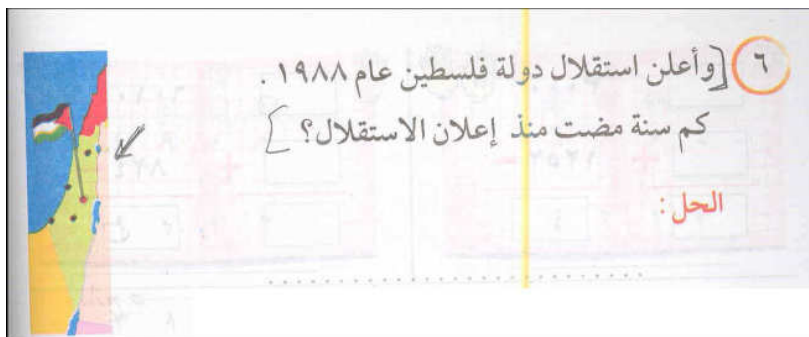 ٦ [وأعلن استقلال دولة فلسطين عام ١٩٨٨ .
كم سنة مضت منذ إعلان الاستقلال؟ ]
الحل :